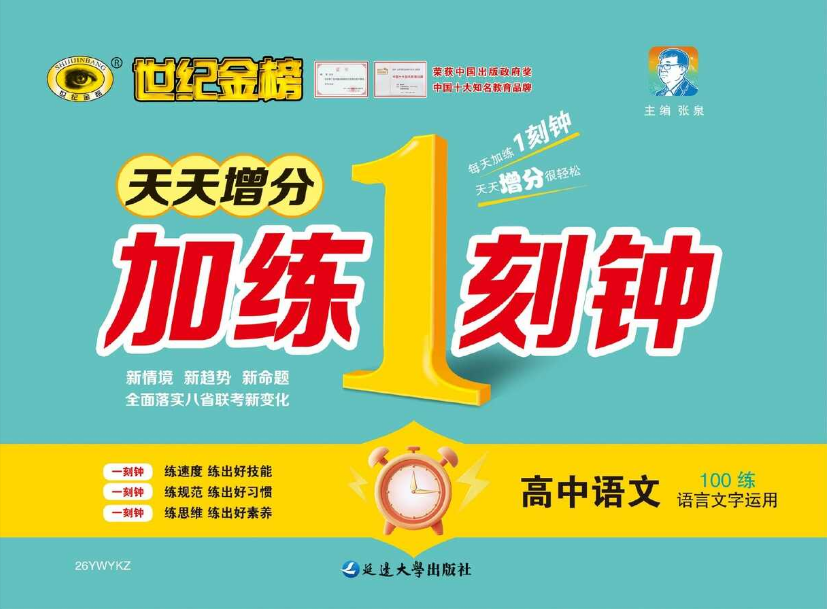 SHIJIJINBANG
世纪金榜
®
世纪金榜
荣获中国出版政府奖
中国十大知名教育品牌
主编 张泉
每天加练1刻钟
天天增分很轻松
天天增分
加练1刻钟
新情境 新趋势 新命题
全面落实八省联考新变化
一刻钟 练速度 练出好技能
一刻钟 练规范 练出好习惯
一刻钟 练思维 练出好素养
高中语文
100练
语言文字运用
26YWYKZ
延边大学出版社